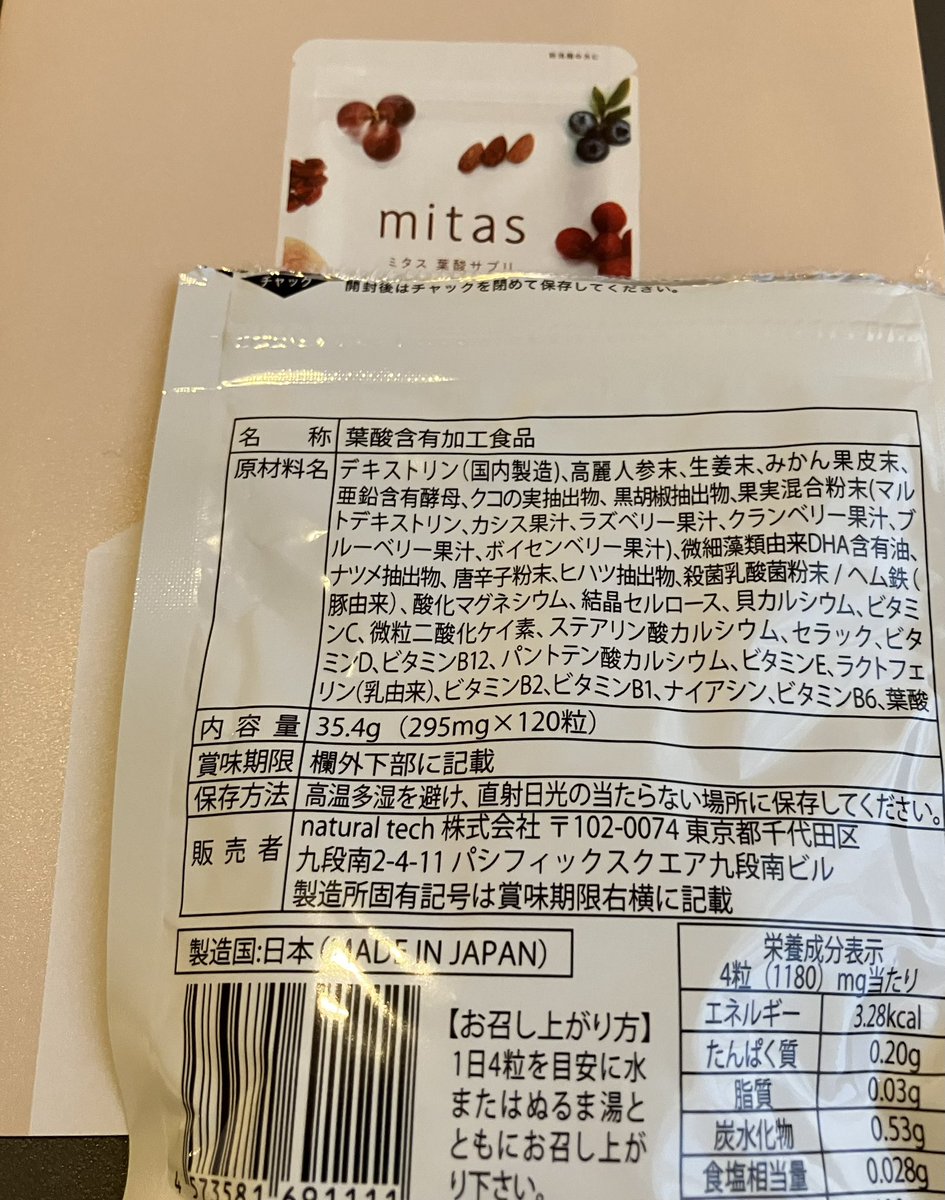 mitas
ミタス 葉酸サプリ
チャック
開封後はチャックを閉めて保存してください。
名 称 葉酸含有加工食品
原材料名 デキストリン(国内製造)、高麗人参末、生姜末、みかん果皮末、
亜鉛含有酵母、クコの実抽出物、黒胡椒抽出物、果実混合粉末(マル
トデキストリン、カシス果汁、ラズベリー果汁、クランベリー果汁、ブ
ルーベリー果汁、ボイセンベリー果汁)、微細藻類由来DHA含有油、
ナツメ抽出物、唐辛子粉末、ヒハツ抽出物、殺菌乳酸菌粉末 / ヘム鉄(
豚由来)、酸化マグネシウム、結晶セルロース、貝カルシウム、ビタミ
ンC、微粒二酸化ケイ素、ステアリン酸カルシウム、セラック、ビタ
ミンD、ビタミンB12、パントテン酸カルシウム、ビタミンE、ラクトフェ
リン(乳由来)、ビタミンB2、ビタミンB1、ナイアシン、ビタミンB6、葉酸
内容量 35.4g (295mg×120粒)
賞味期限 欄外下部に記載
保存方法 高温多湿を避け、直射日光の当たらない場所に保存してください。
販売者 natural tech 株式会社 〒102-0074 東京都千代田区
九段南2-4-11 パシフィックスクエア九段南ビル
製造所固有記号は賞味期限右横に記載
製造国:日本 (MADE IN JAPAN)
4 573581 691111
【お召し上がり方】
1日4粒を目安に水
またはぬるま湯と
ともにお召し上が
り下さい。
栄養成分表示
4粒 (1180) mg当たり
エネルギー 3.28kcal
たんぱく質 0.20g
脂質 0.03g
炭水化物 0.53g
食塩相当量 0.028g